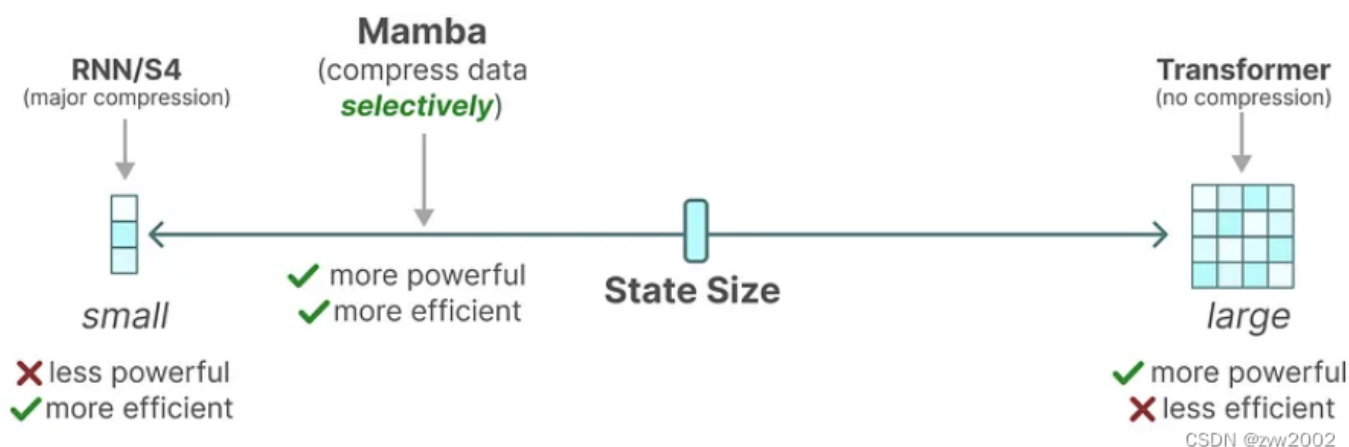 RNN/S4
(major compression)
Mamba
(compress data
selectively)
Transformer
(no compression)
more powerful
more efficient
State Size
small
less powerful
more efficient
large
more powerful
less efficient
CSDN @zyw2002